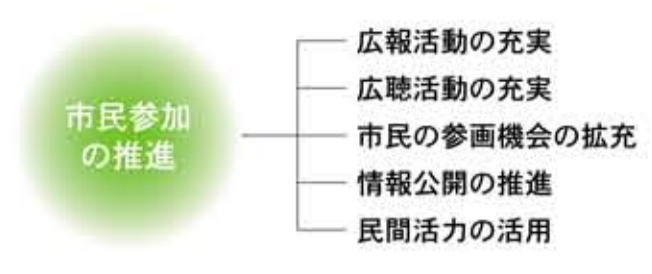 市民参加
の推進
広報活動の充実
広聴活動の充実
市民の参画機会の拡充
情報公開の推進
民間活力の活用